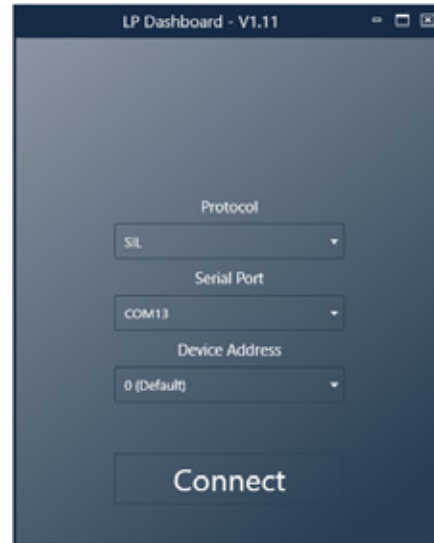 LP Dashboard - V1.11
Protocol
SIL
Serial Port
COM13
Device Address
0 (Default)
Connect